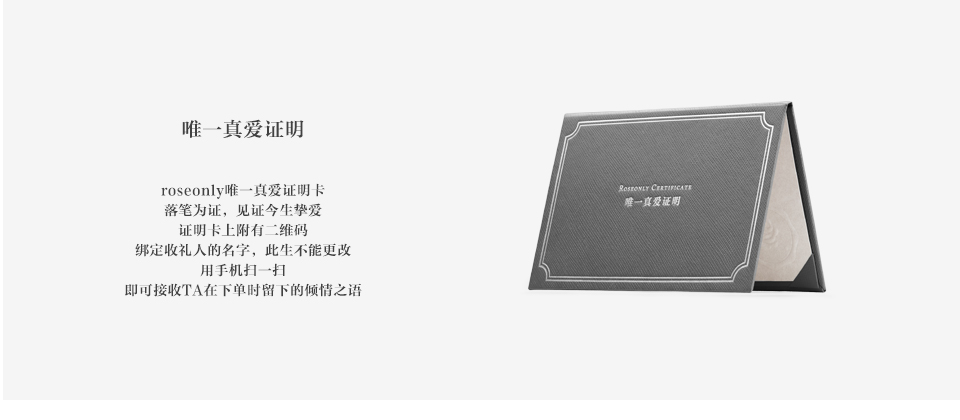 唯一真爱证明
roseonly唯一真爱证明卡
落笔为证，见证今生挚爱
证明卡上附有二维码
绑定收礼人的名字，此生不能更改
用手机扫一扫
即可接收TA在下单时留下的倾情之语
ROSEONLY CERTIFICATE
唯一真爱证明